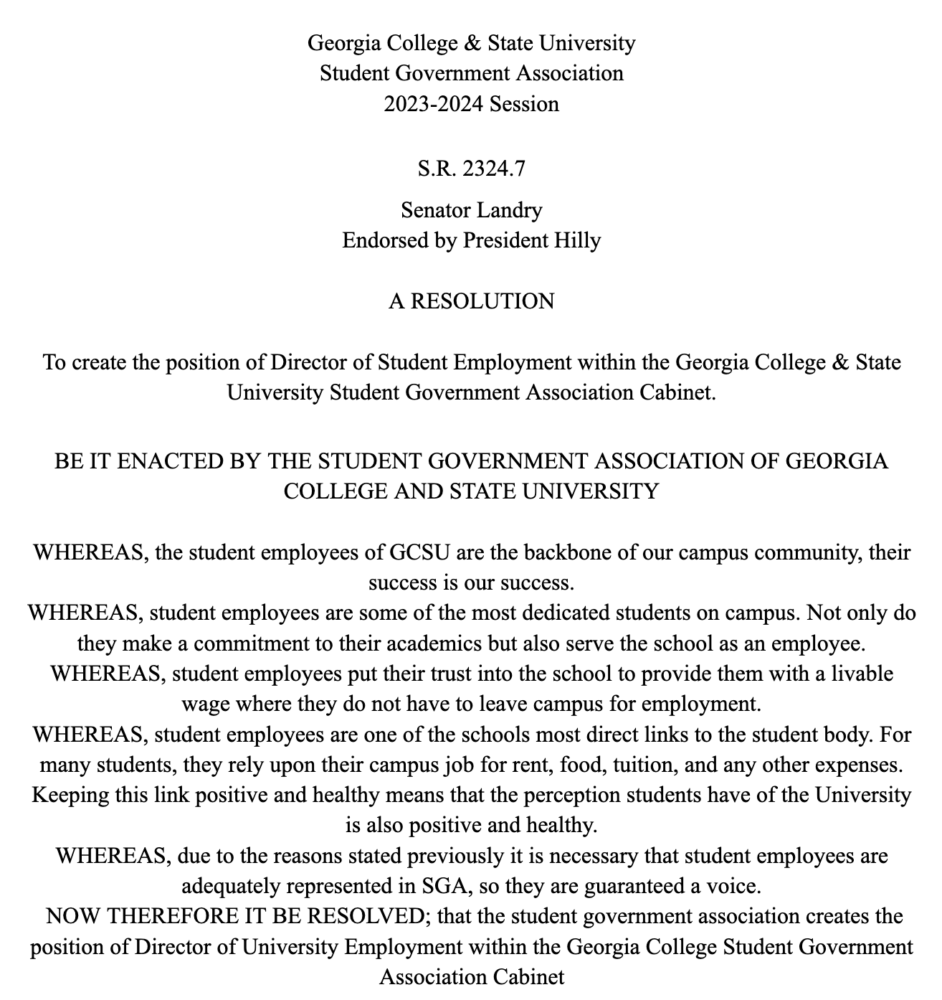 Georgia College & State University
Student Government Association
2023-2024 Session
S.R. 2324.7
Senator Landry
Endorsed by President Hilly
A RESOLUTION
To create the position of Director of Student Employment within the Georgia College & State
University Student Government Association Cabinet.
BE IT ENACTED BY THE STUDENT GOVERNMENT ASSOCIATION OF GEORGIA
COLLEGE AND STATE UNIVERSITY
WHEREAS, the student employees of GCSU are the backbone of our campus community, their
success is our success.
WHEREAS, student employees are some of the most dedicated students on campus. Not only do
they make a commitment to their academics but also serve the school as an employee.
WHEREAS, student employees put their trust into the school to provide them with a livable
wage where they do not have to leave campus for employment.
WHEREAS, student employees are one of the schools most direct links to the student body. For
many students, they rely upon their campus job for rent, food, tuition, and any other expenses.
Keeping this link positive and healthy means that the perception students have of the University
is also positive and healthy.
WHEREAS, due to the reasons stated previously it is necessary that student employees are
adequately represented in SGA, so they are guaranteed a voice.
NOW THEREFORE IT BE RESOLVED; that the student government association creates the
position of Director of University Employment within the Georgia College Student Government
Association Cabinet